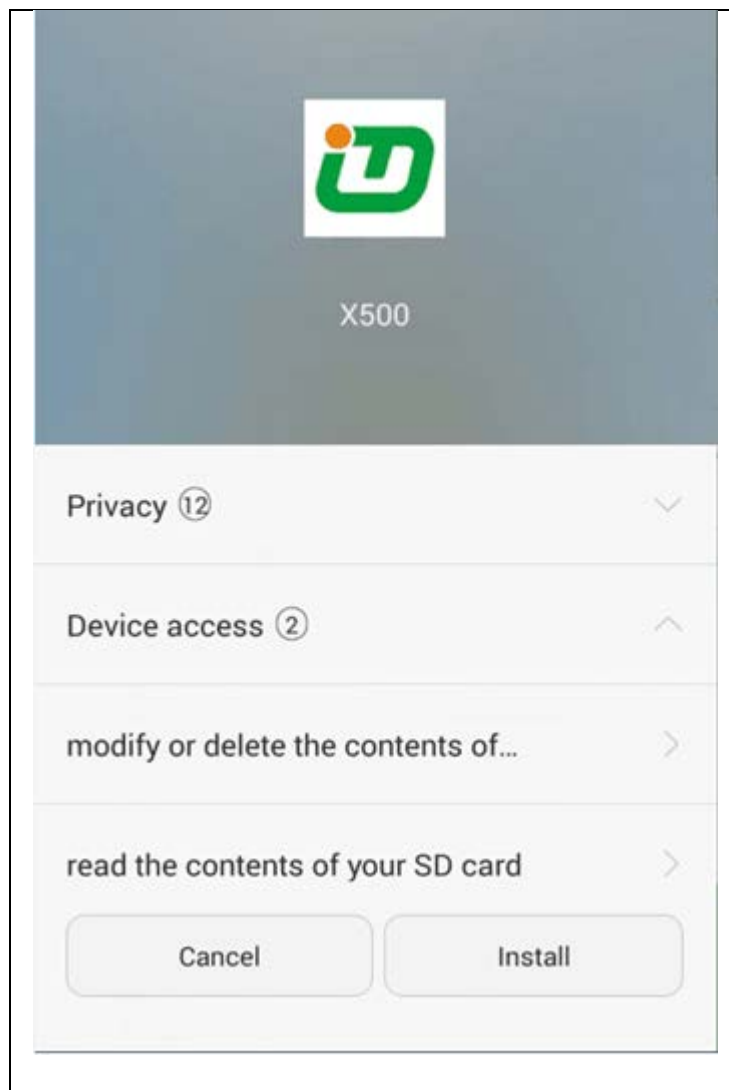 X500
Privacy 12
Device access 2
modify or delete the contents of...
read the contents of your SD card
Cancel Install